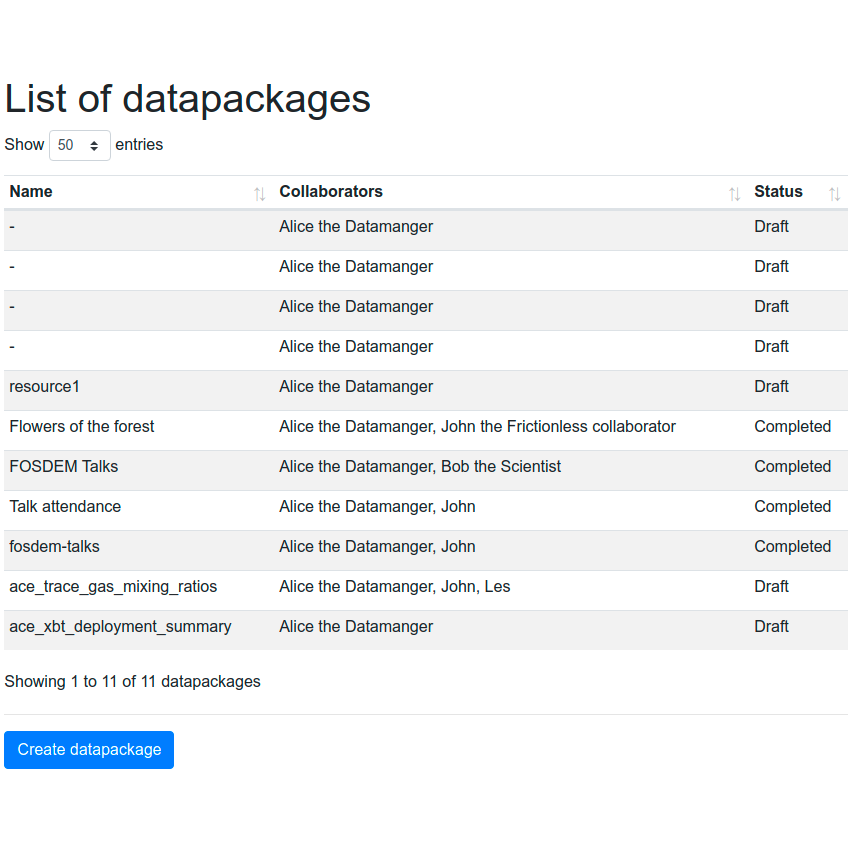 List of datapackages
Show 50 entries
Name Collaborators Status
- Alice the Datamanger Draft
- Alice the Datamanger Draft
- Alice the Datamanger Draft
- Alice the Datamanger Draft
resource1 Alice the Datamanger Draft
Flowers of the forest Alice the Datamanger, John the Frictionless collaborator Completed
FOSDEM Talks Alice the Datamanger, Bob the Scientist Completed
Talk attendance Alice the Datamanger, John Completed
fosdem-talks Alice the Datamanger, John Completed
ace_trace_gas_mixing_ratios Alice the Datamanger, John, Les Draft
ace_xbt_deployment_summary Alice the Datamanger Draft
Showing 1 to 11 of 11 datapackages
Create datapackage